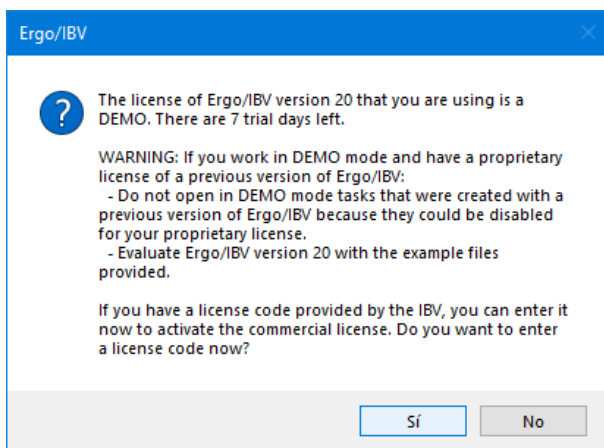 Ergo/IBV
The license of Ergo/IBV version 20 that you are using is a
DEMO. There are 7 trial days left.
WARNING: If you work in DEMO mode and have a proprietary
license of a previous version of Ergo/IBV:
- Do not open in DEMO mode tasks that were created with a
previous version of Ergo/IBV because they could be disabled
for your proprietary license.
- Evaluate Ergo/IBV version 20 with the example files
provided.
If you have a license code provided by the IBV, you can enter it
now to activate the commercial license. Do you want to enter
a license code now?
Sí
No